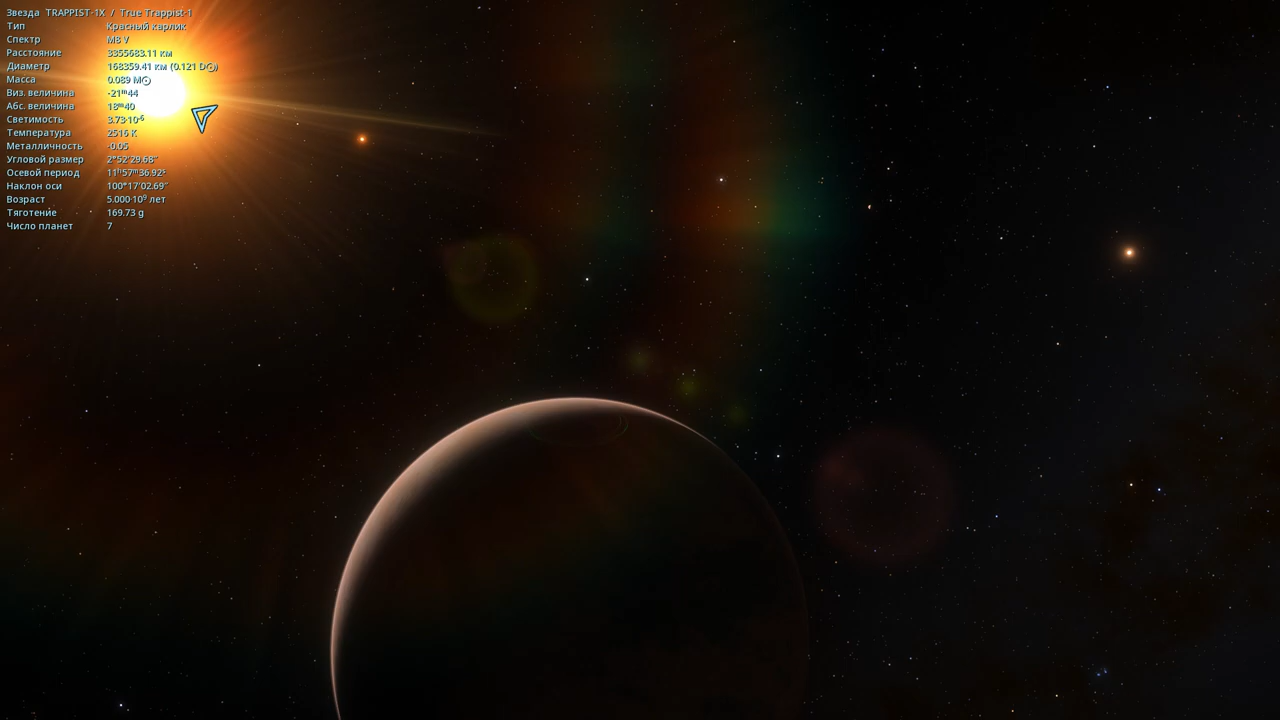 Звезда TRAPPIST-1X / True Trappist-1
Тип Красный карлик
Спектр M8 V
Расстояние 3355683.11 км
Диаметр 168359.41 км (0.121 D☉)
Масса 0.089 M☉
Виз. величина -21ᵐ44
Абс. величина 18ᵐ40
Светимость 3.73·10⁻⁶
Температура 2516 K
Металличность -0.05
Угловой размер 2°52'29.68"
Осевой период 11ʰ57ᵐ36.92ˢ
Наклон оси 100°17'02.69"
Возраст 5.000·10⁹ лет
Тяготение 169.73 g
Число планет 7